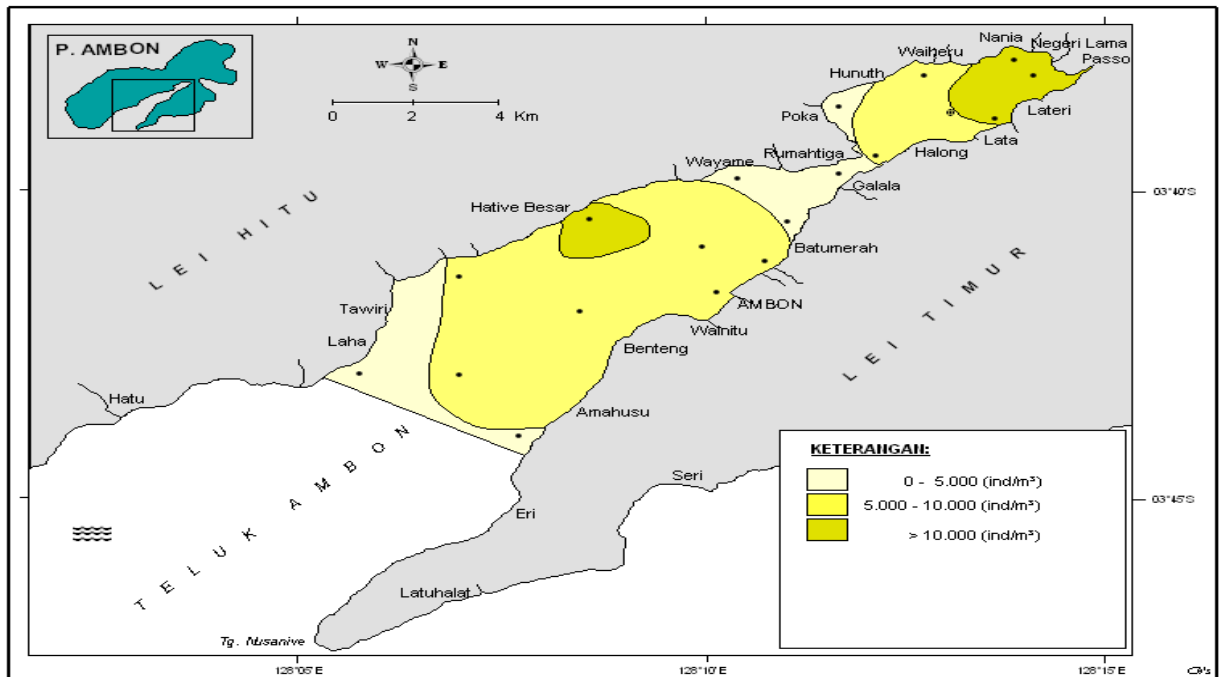 P. AMBON
N
W E
S
0 2 4 Km
Nania
Negeri Lama
Waiheru
Passo
Hunuth
Poka
Lateri
Lata
Halong
Rumahtiga
Wayame
Galala
03°40'S
Hative Besar
Batumerah
LEI HITU
LEI TIMUR
AMBON
Tawiri
Wainitu
Laha
Benteng
Hatu
Amahusu
TELUK AMBON
Seri
Eri
Latuhalat
Tg. Nusanive
KETERANGAN:
0 - 5.000 (ind/m³)
5.000 - 10.000 (ind/m³)
> 10.000 (ind/m³)
03°45'S
128°05'E
128°10'E
128°15'E